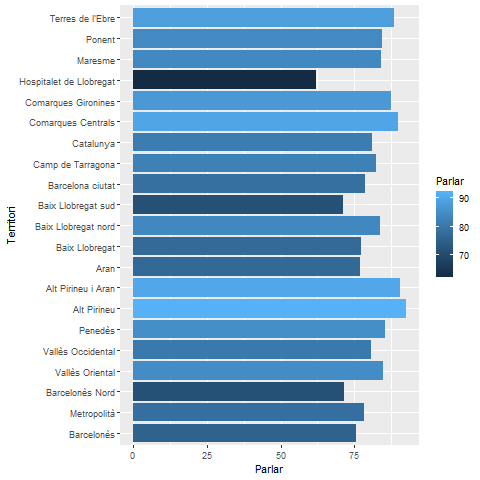 Territori
Terres de l'Ebre
Ponent
Maresme
Hospitalet de Llobregat
Comarques Gironines
Comarques Centrals
Catalunya
Camp de Tarragona
Barcelona ciutat
Baix Llobregat sud
Baix Llobregat nord
Baix Llobregat
Aran
Alt Pirineu i Aran
Alt Pirineu
Penedès
Vallès Occidental
Vallès Oriental
Barcelonès Nord
Metropolità
Barcelonès
0 25 50 75
Parlar
Parlar
90
80
70